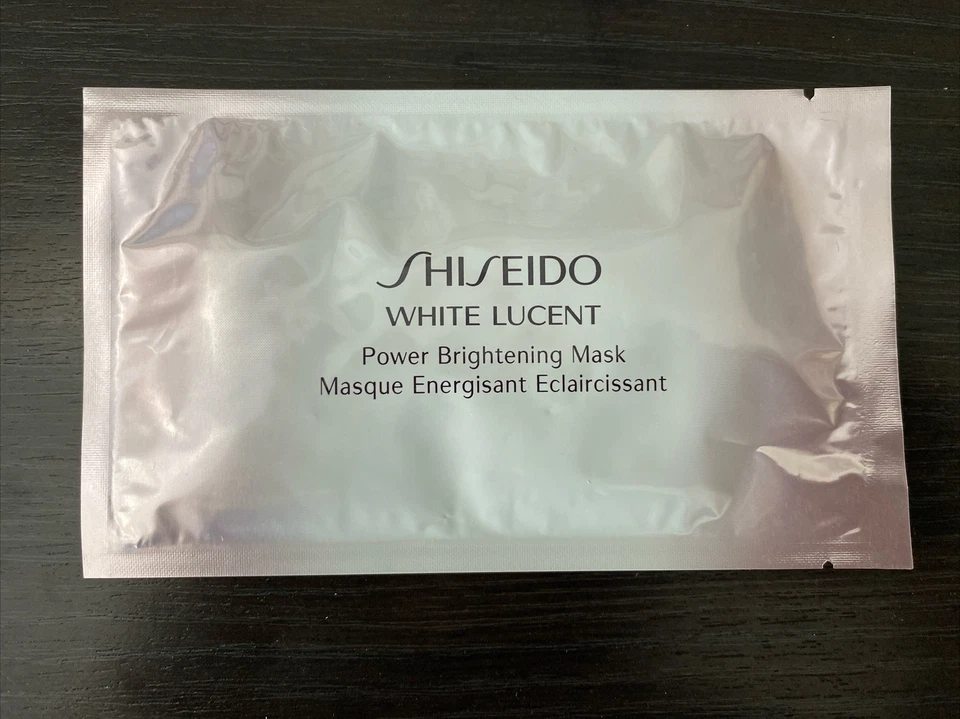 SHISEIDO
WHITE LUCENT
Power Brightening Mask
Masque Energisant Eclaircissant